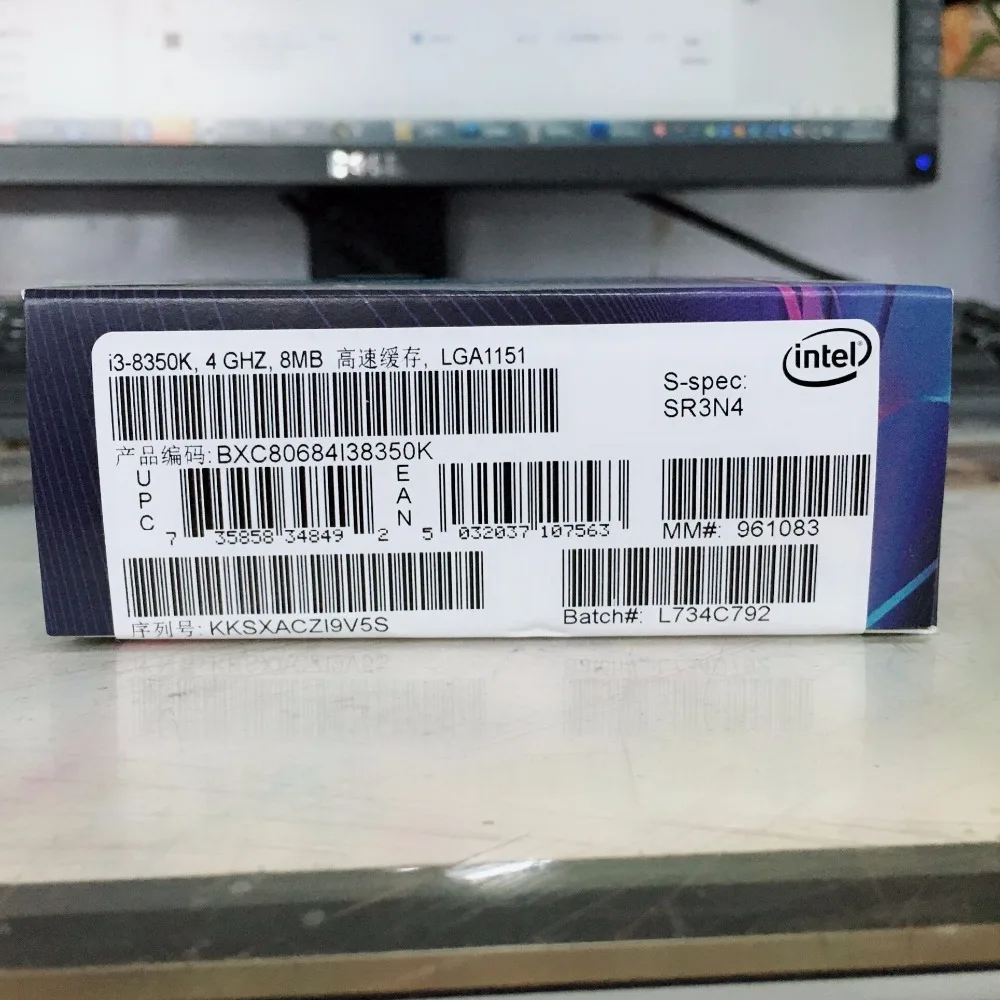 DELL
i3-8350K, 4 GHZ, 8MB 高速缓存, LGA1151
intel
S-spec:
SR3N4
产品编码: BXC80684I38350K
UPC
7 35858 34849 2
EAN
5 032037 107563
MM#: 961083
序列号: KKSXACZI9V5S
Batch#: L734C792